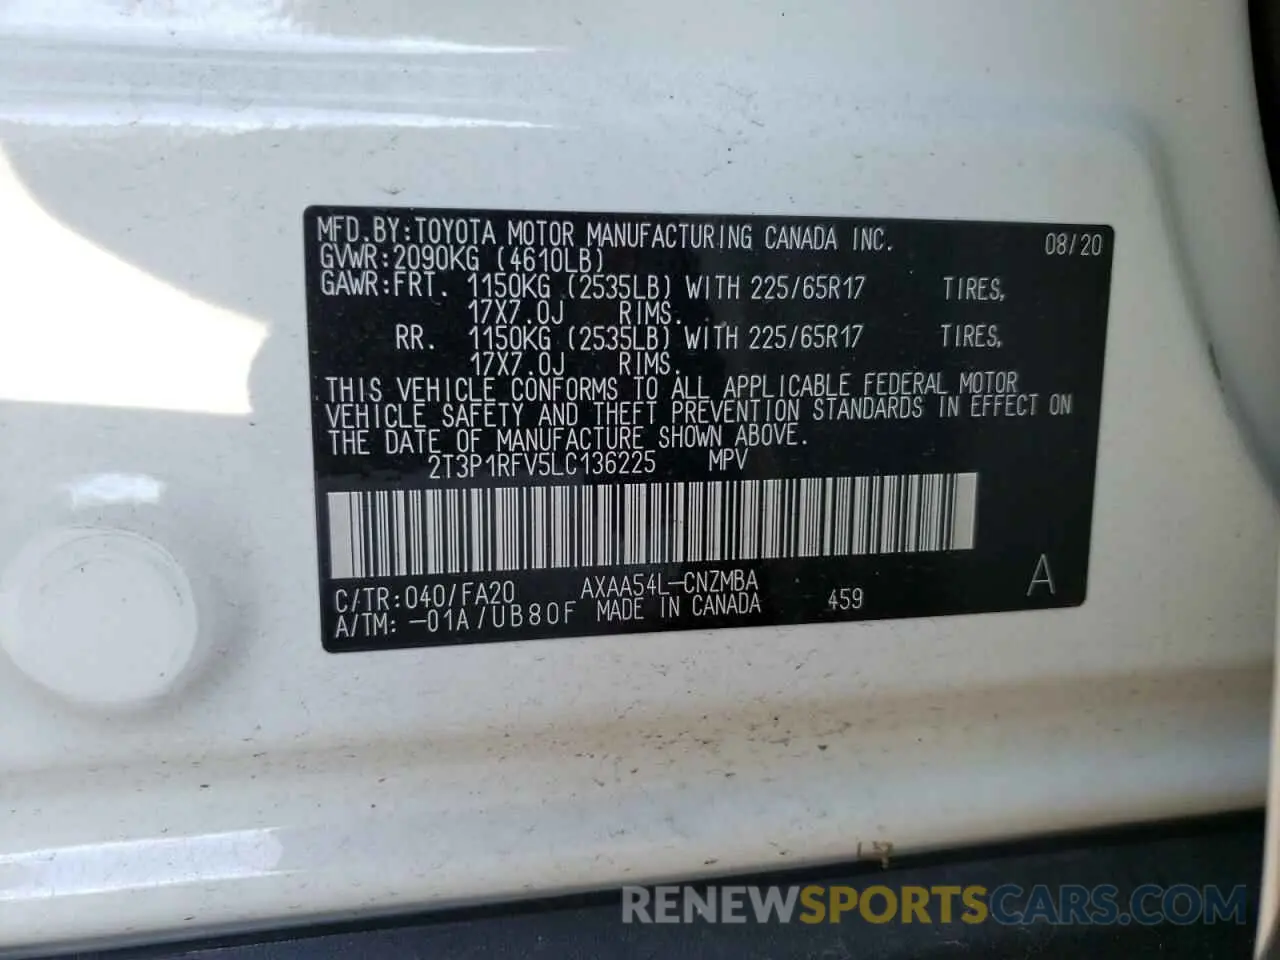 MFD.BY:TOYOTA MOTOR MANUFACTURING CANADA INC. 08/20
GVWR:2090KG (4610LB)
GAWR:FRT. 1150KG (2535LB) WITH 225/65R17 TIRES,
17X7.0J RIMS.
RR. 1150KG (2535LB) WITH 225/65R17 TIRES,
17X7.0J RIMS.
THIS VEHICLE CONFORMS TO ALL APPLICABLE FEDERAL MOTOR
VEHICLE SAFETY AND THEFT PREVENTION STANDARDS IN EFFECT ON
THE DATE OF MANUFACTURE SHOWN ABOVE.
2T3P1RFV5LC136225 MPV
C/TR:040/FA20 AXAA54L-CNZMBA A
A/TM: -01A/UB80F MADE IN CANADA 459
RENEWSPORTSCARS.COM